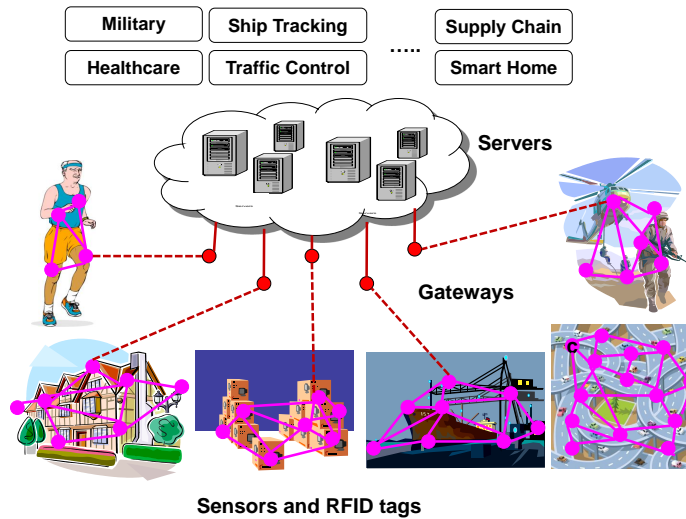 Military
Ship Tracking
.....
Supply Chain
Healthcare
Traffic Control
Smart Home
Servers
Gateways
C
Sensors and RFID tags